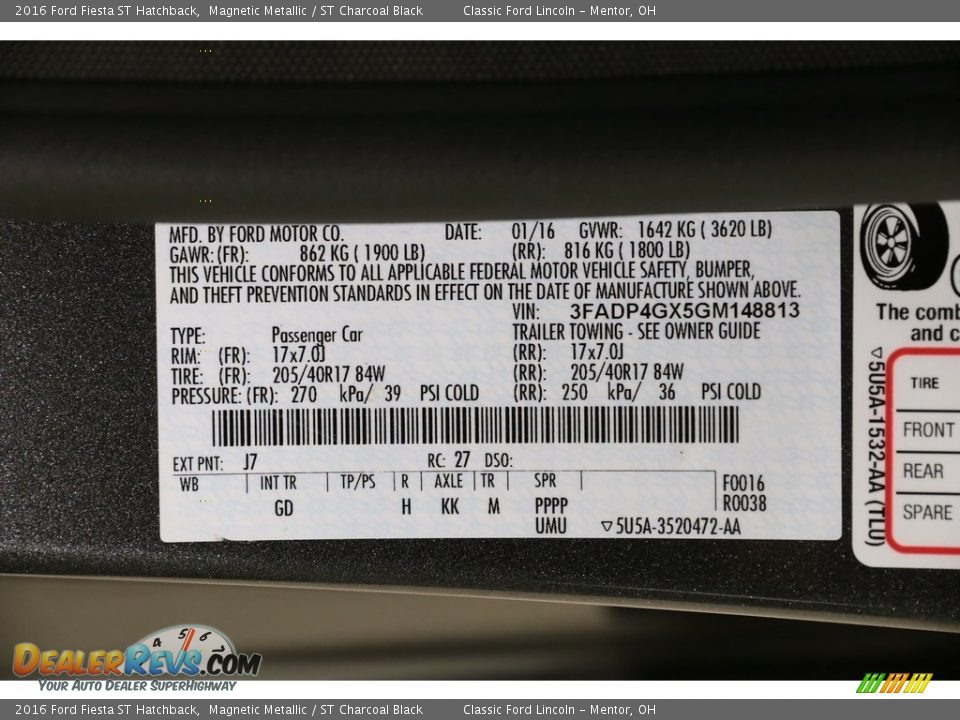 2016 Ford Fiesta ST Hatchback, Magnetic Metallic / ST Charcoal Black Classic Ford Lincoln - Mentor, OH
MFD. BY FORD MOTOR CO. DATE: 01/16 GVWR: 1642 KG ( 3620 LB)
GAWR: (FR): 862 KG ( 1900 LB) (RR): 816 KG ( 1800 LB)
THIS VEHICLE CONFORMS TO ALL APPLICABLE FEDERAL MOTOR VEHICLE SAFETY, BUMPER,
AND THEFT PREVENTION STANDARDS IN EFFECT ON THE DATE OF MANUFACTURE SHOWN ABOVE.
VIN: 3FADP4GX5GM148813
TYPE: Passenger Car TRAILER TOWING - SEE OWNER GUIDE
RIM: (FR): 17x7.0J (RR): 17x7.0J
TIRE: (FR): 205/40R17 84W (RR): 205/40R17 84W
PRESSURE: (FR): 270 kPa/ 39 PSI COLD (RR): 250 kPa/ 36 PSI COLD
EXT PNT: J7 RC: 27 DSO:
WB INT TR TP/PS R AXLE TR SPR F0016
GD H KK M PPPP R0038
UMU ▽5U5A-3520472-AA
The comb
and c
▽5U5A-1532-AA (TLU)
TIRE
FRONT
REAR
SPARE
4 5 6
DEALERREVS.COM
YOUR AUTO DEALER SUPERHIGHWAY
2016 Ford Fiesta ST Hatchback, Magnetic Metallic / ST Charcoal Black Classic Ford Lincoln - Mentor, OH